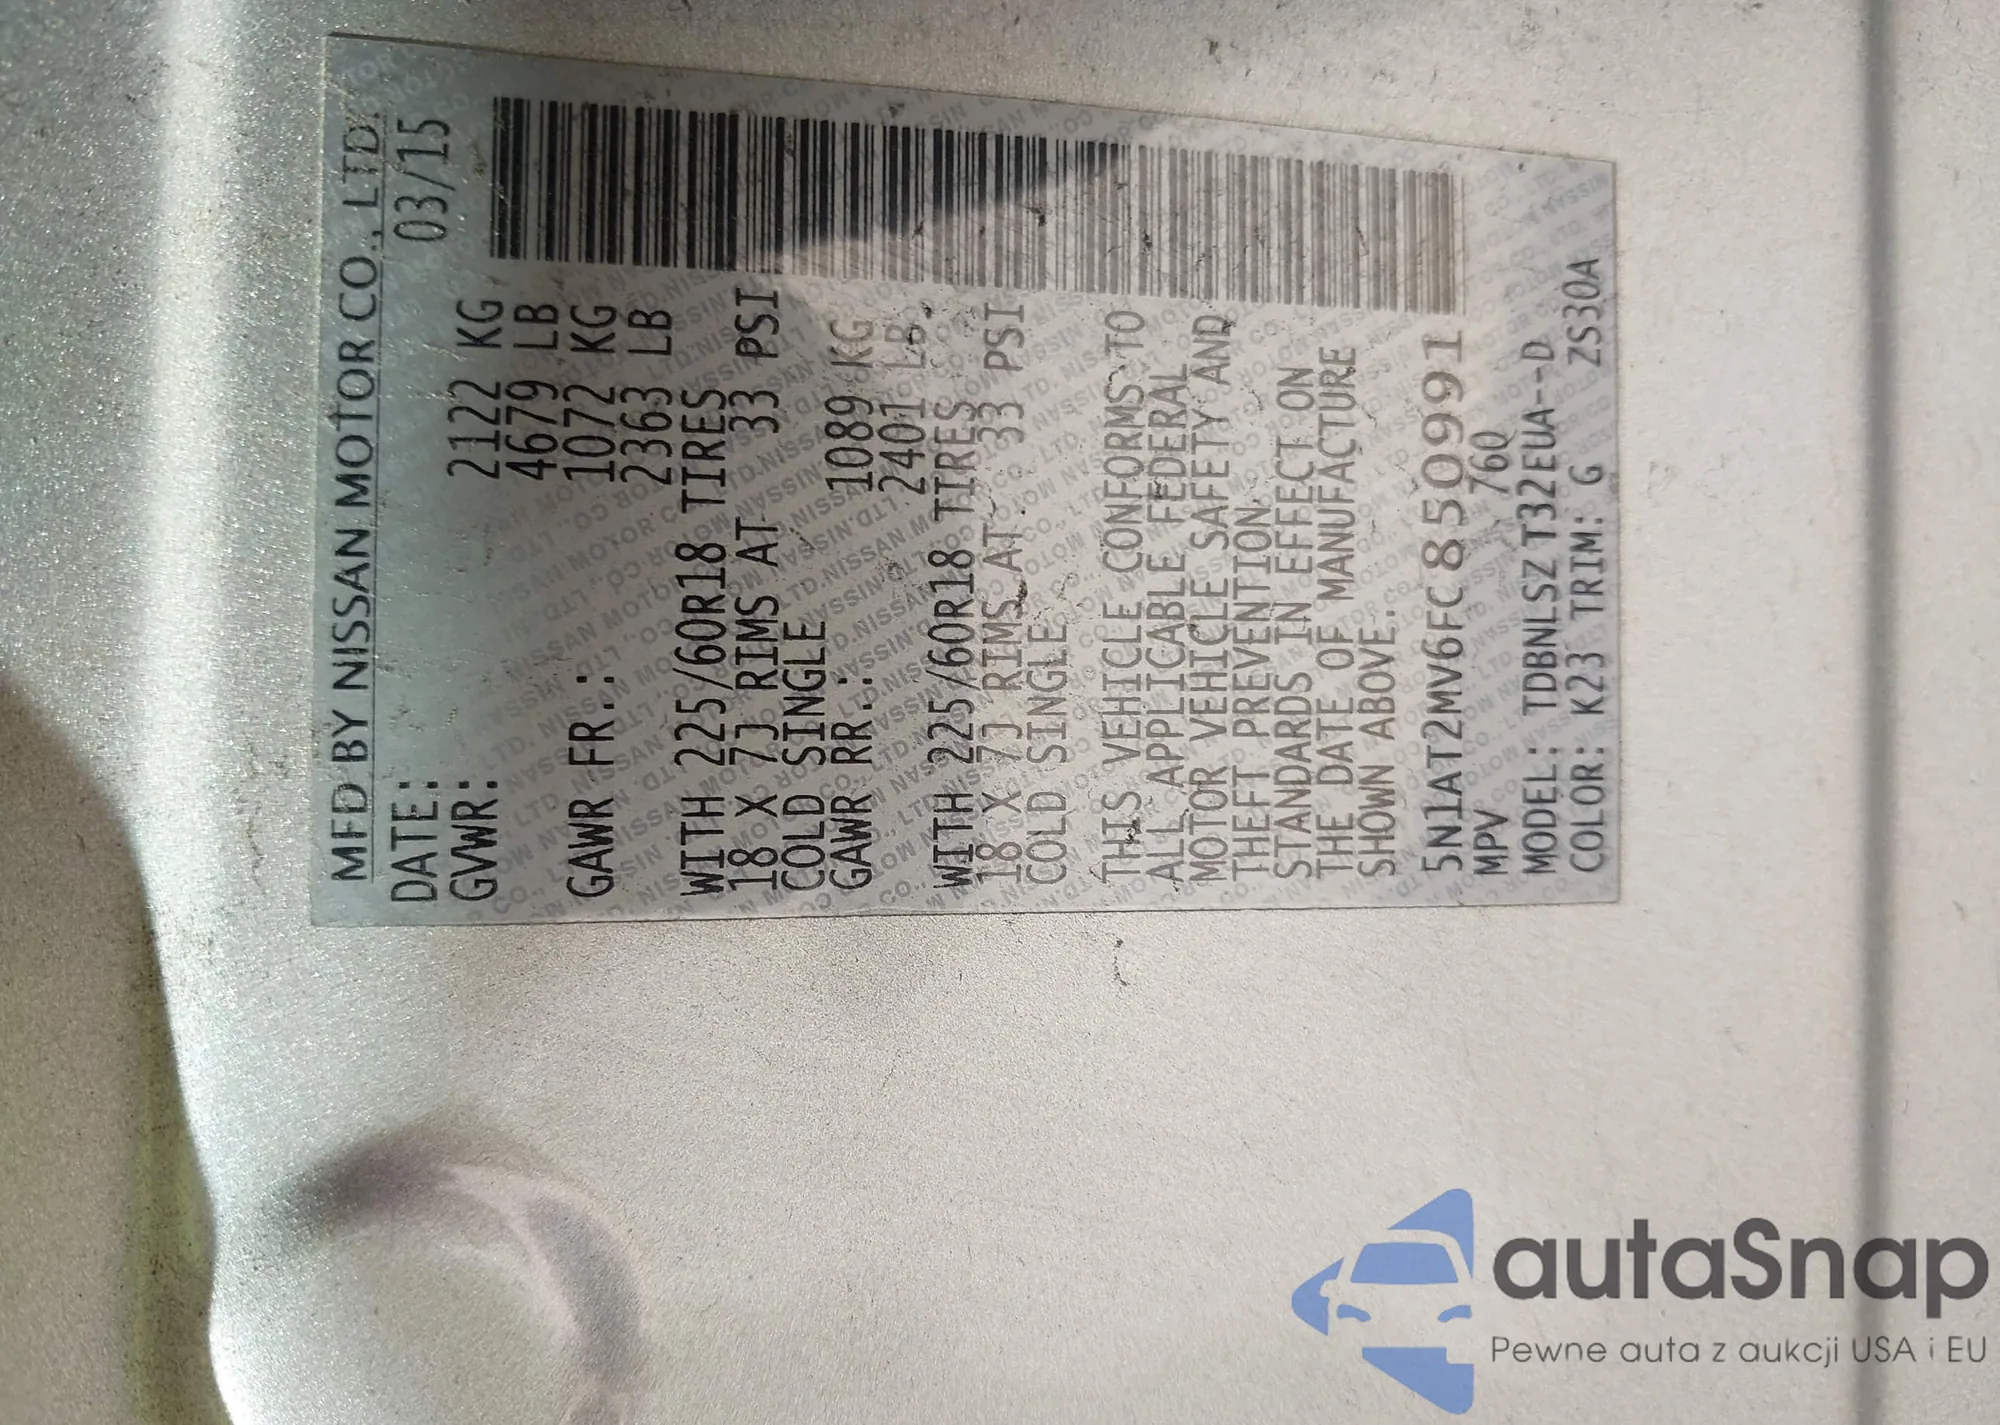 MFD BY NISSAN MOTOR CO., LTD.
DATE: 03/15
GVWR: 2122 KG
4679 LB
GAWR FR.: 1072 KG
2363 LB
WITH 225/60R18 TIRES
18 X 7J RIMS AT 33 PSI
COLD SINGLE
GAWR RR.: 1089 KG
2401 LB
WITH 225/60R18 TIRES
18 X 7J RIMS AT 33 PSI
COLD SINGLE
THIS VEHICLE CONFORMS TO
ALL APPLICABLE FEDERAL
MOTOR VEHICLE SAFETY AND
THEFT PREVENTION
STANDARDS IN EFFECT ON
THE DATE OF MANUFACTURE
SHOWN ABOVE.
5N1AT2MV6FC850991
MPV 760
MODEL: TDBNLSZ T32EUA--D
COLOR: K23 TRIM: G ZS30A
autaSnap
Pewne auta z aukcji USA i EU